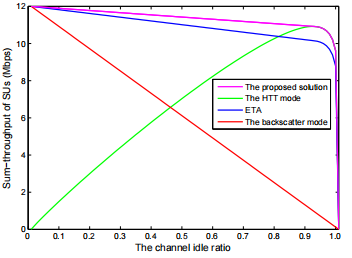 Sum-throughput of SUs (Mbps)
12
10
8
6
4
2
0
The proposed solution
The HTT mode
ETA
The backscatter mode
0 0.1 0.2 0.3 0.4 0.5 0.6 0.7 0.8 0.9 1.0
The channel idle ratio